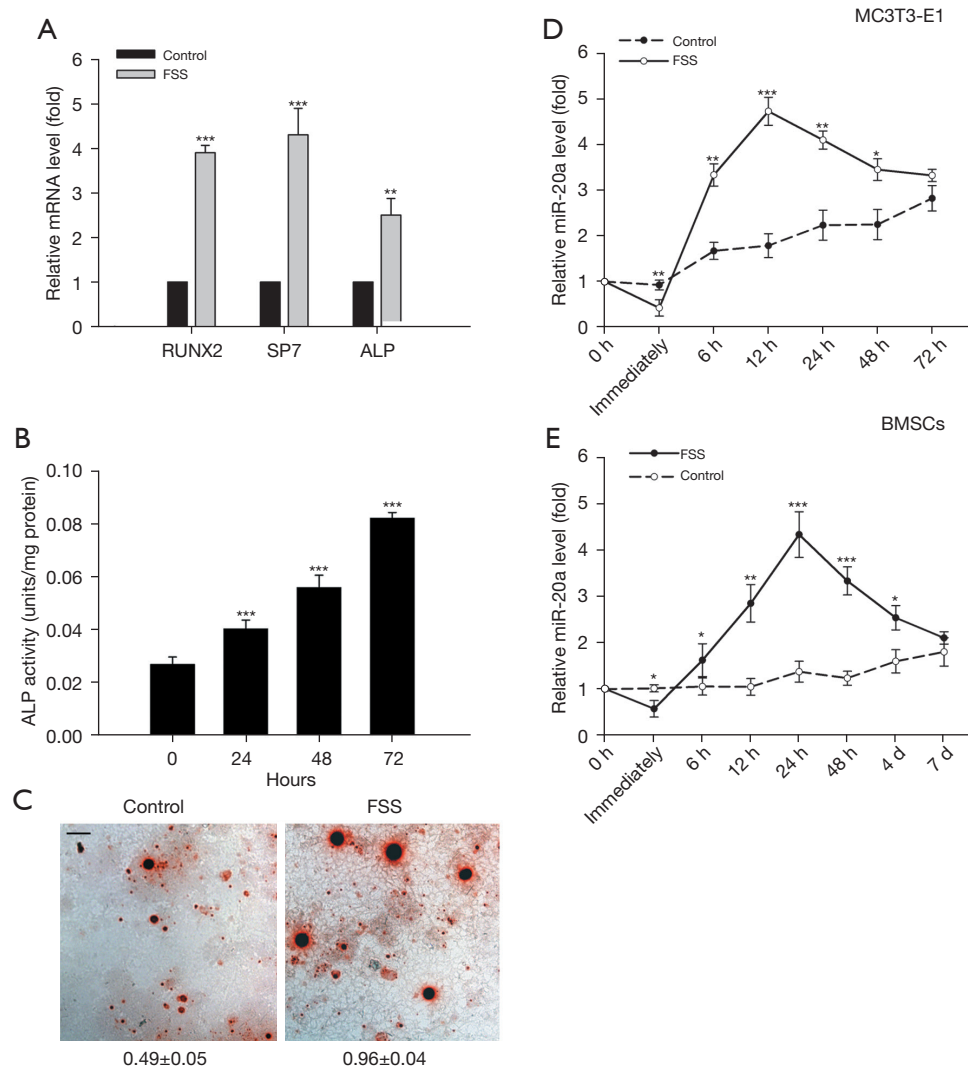 A
Control
FSS
Relative mRNA level (fold)
6
5
4
3
2
1
0
***
***
**
RUNX2 SP7 ALP
B
ALP activity (units/mg protein)
0.10
0.08
0.06
0.04
0.02
0.00
***
***
***
0 24 48 72
Hours
C
Control FSS
0.49±0.05 0.96±0.04
MC3T3-E1
D
Control
FSS
Relative miR-20a level (fold)
6
5
4
3
2
1
0
**
**
***
**
*
0 h Immediately 6 h 12 h 24 h 48 h 72 h
BMSCs
E
FSS
Control
Relative miR-20a level (fold)
6
5
4
3
2
1
0
*
*
**
***
***
*
0 h Immediately 6 h 12 h 24 h 48 h 4 d 7 d